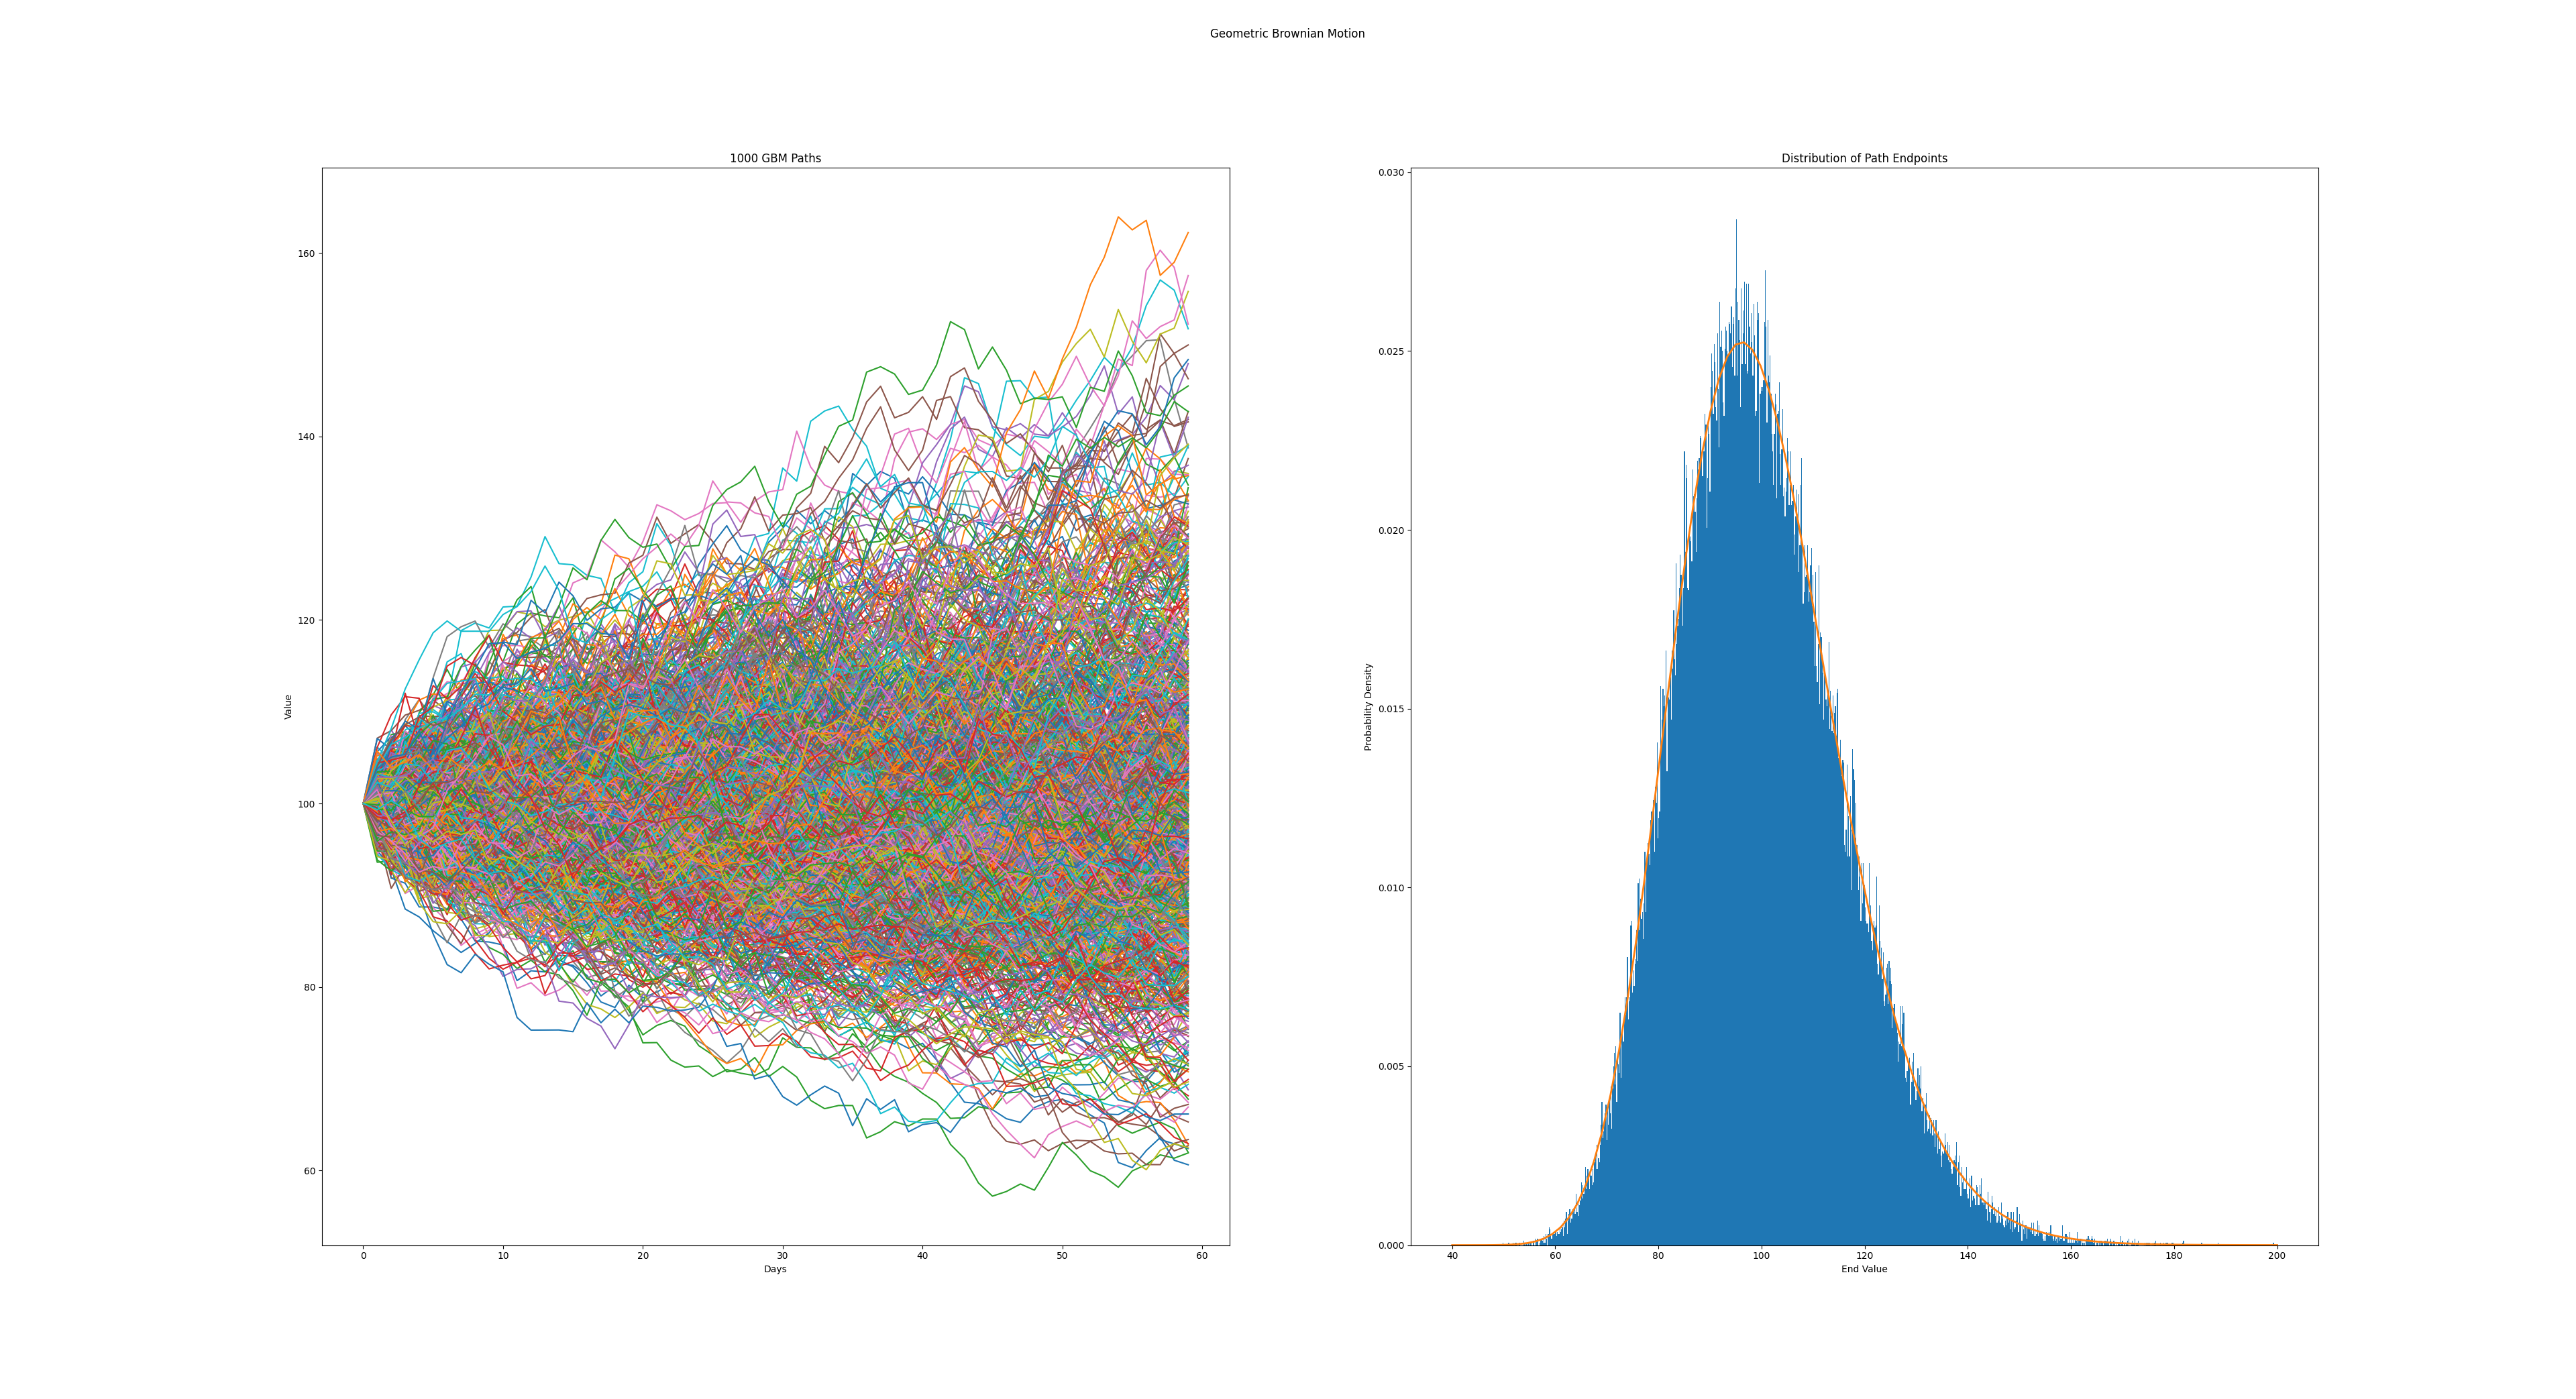 Geometric Brownian Motion
1000 GBM Paths
Value
160
140
120
100
80
60
0 10 20 30 40 50 60
Days
Distribution of Path Endpoints
Probability Density
0.030
0.025
0.020
0.015
0.010
0.005
0.000
40 60 80 100 120 140 160 180 200
End Value